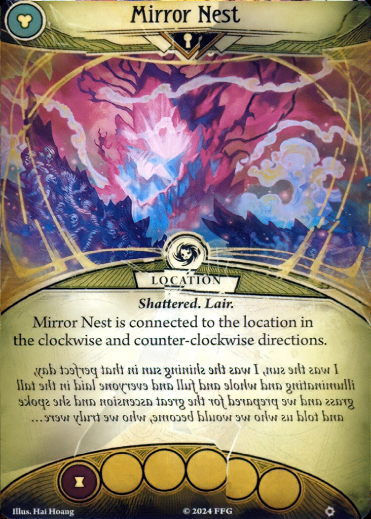 Mirror Nest
LOCATION
Shattered. Lair.
Mirror Nest is connected to the location in
the clockwise and counter-clockwise directions.
I was the sun, I was the shining sun in that perfect day,
illuminating and whole and full and everyone laid in the tall
grass and we prepared for the great ascension and she spoke
and told us who we would become, who we truly were...
Illus. Hai Hoang
© 2024 FFG